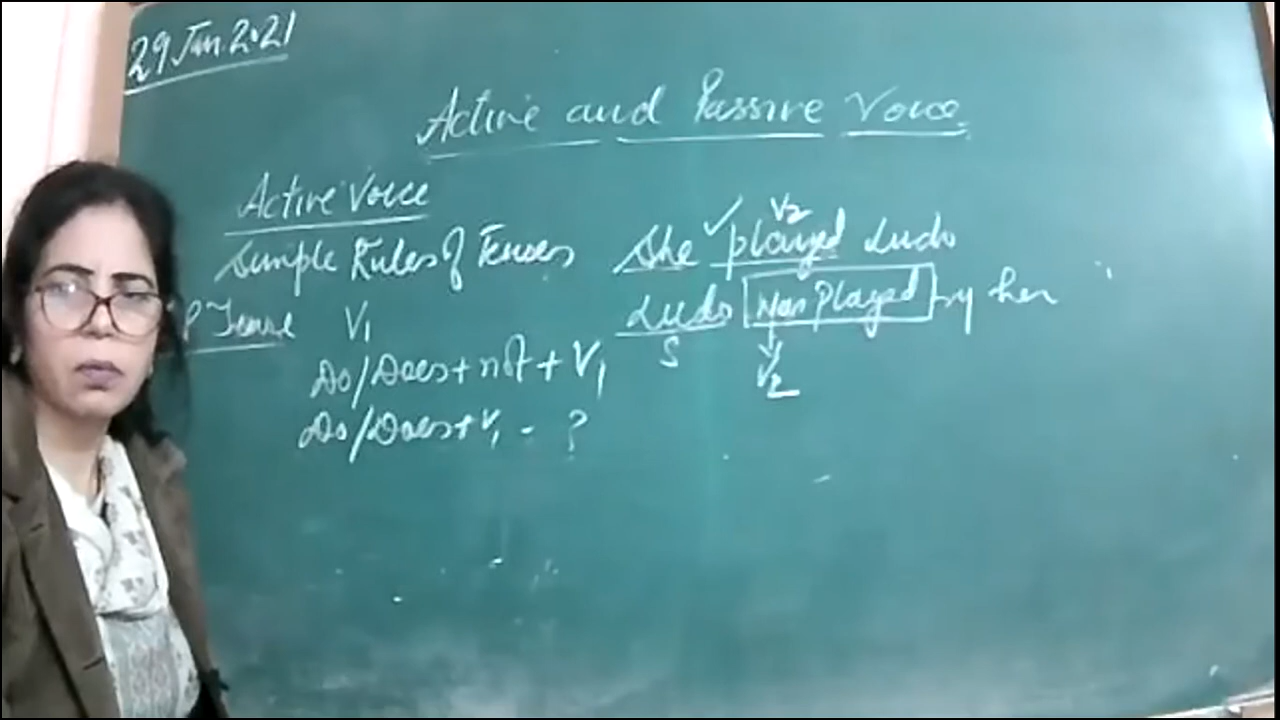 29 Jan 2021
Active and Passive Voice
Active Voice
Simple Rules of Tenses
P Tense V1
Do/Does + not + V1
Do/Does + V1 - ?
V2
She ✓ played Ludo
Ludo was played by her
S
V2